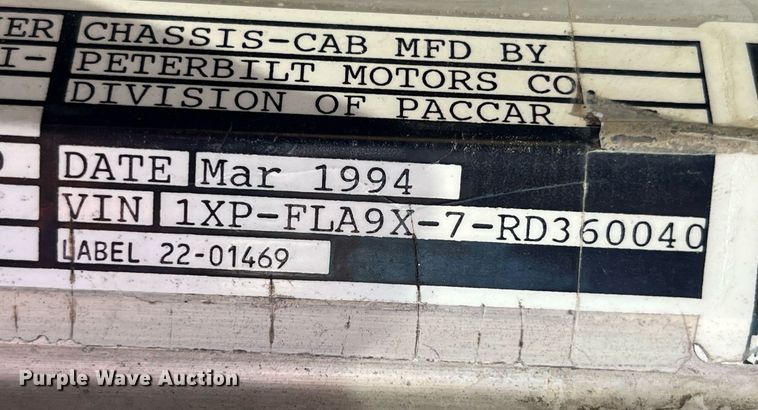 ER CHASSIS-CAB MFD BY
I- PETERBILT MOTORS CO
DIVISION OF PACCAR
DATE Mar 1994
VIN 1XP-FLA9X-7-RD360040
LABEL 22-01469
Purple Wave Auction